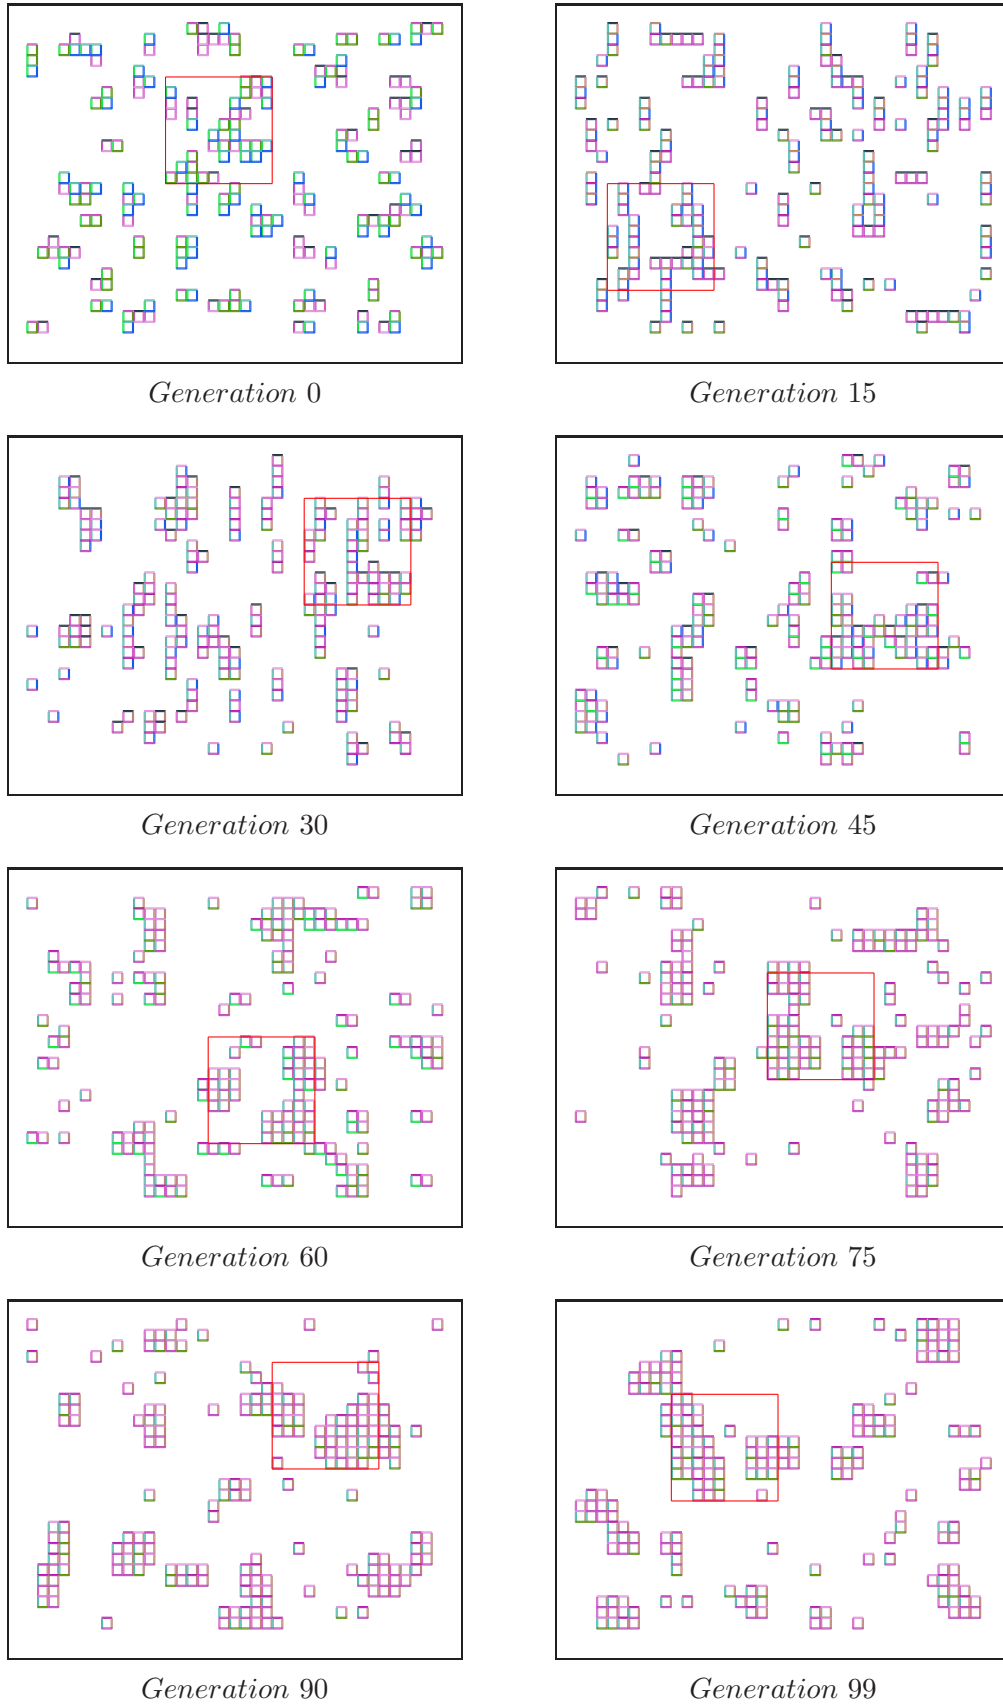 Generation 0
Generation 15
Generation 30
Generation 45
Generation 60
Generation 75
Generation 90
Generation 99